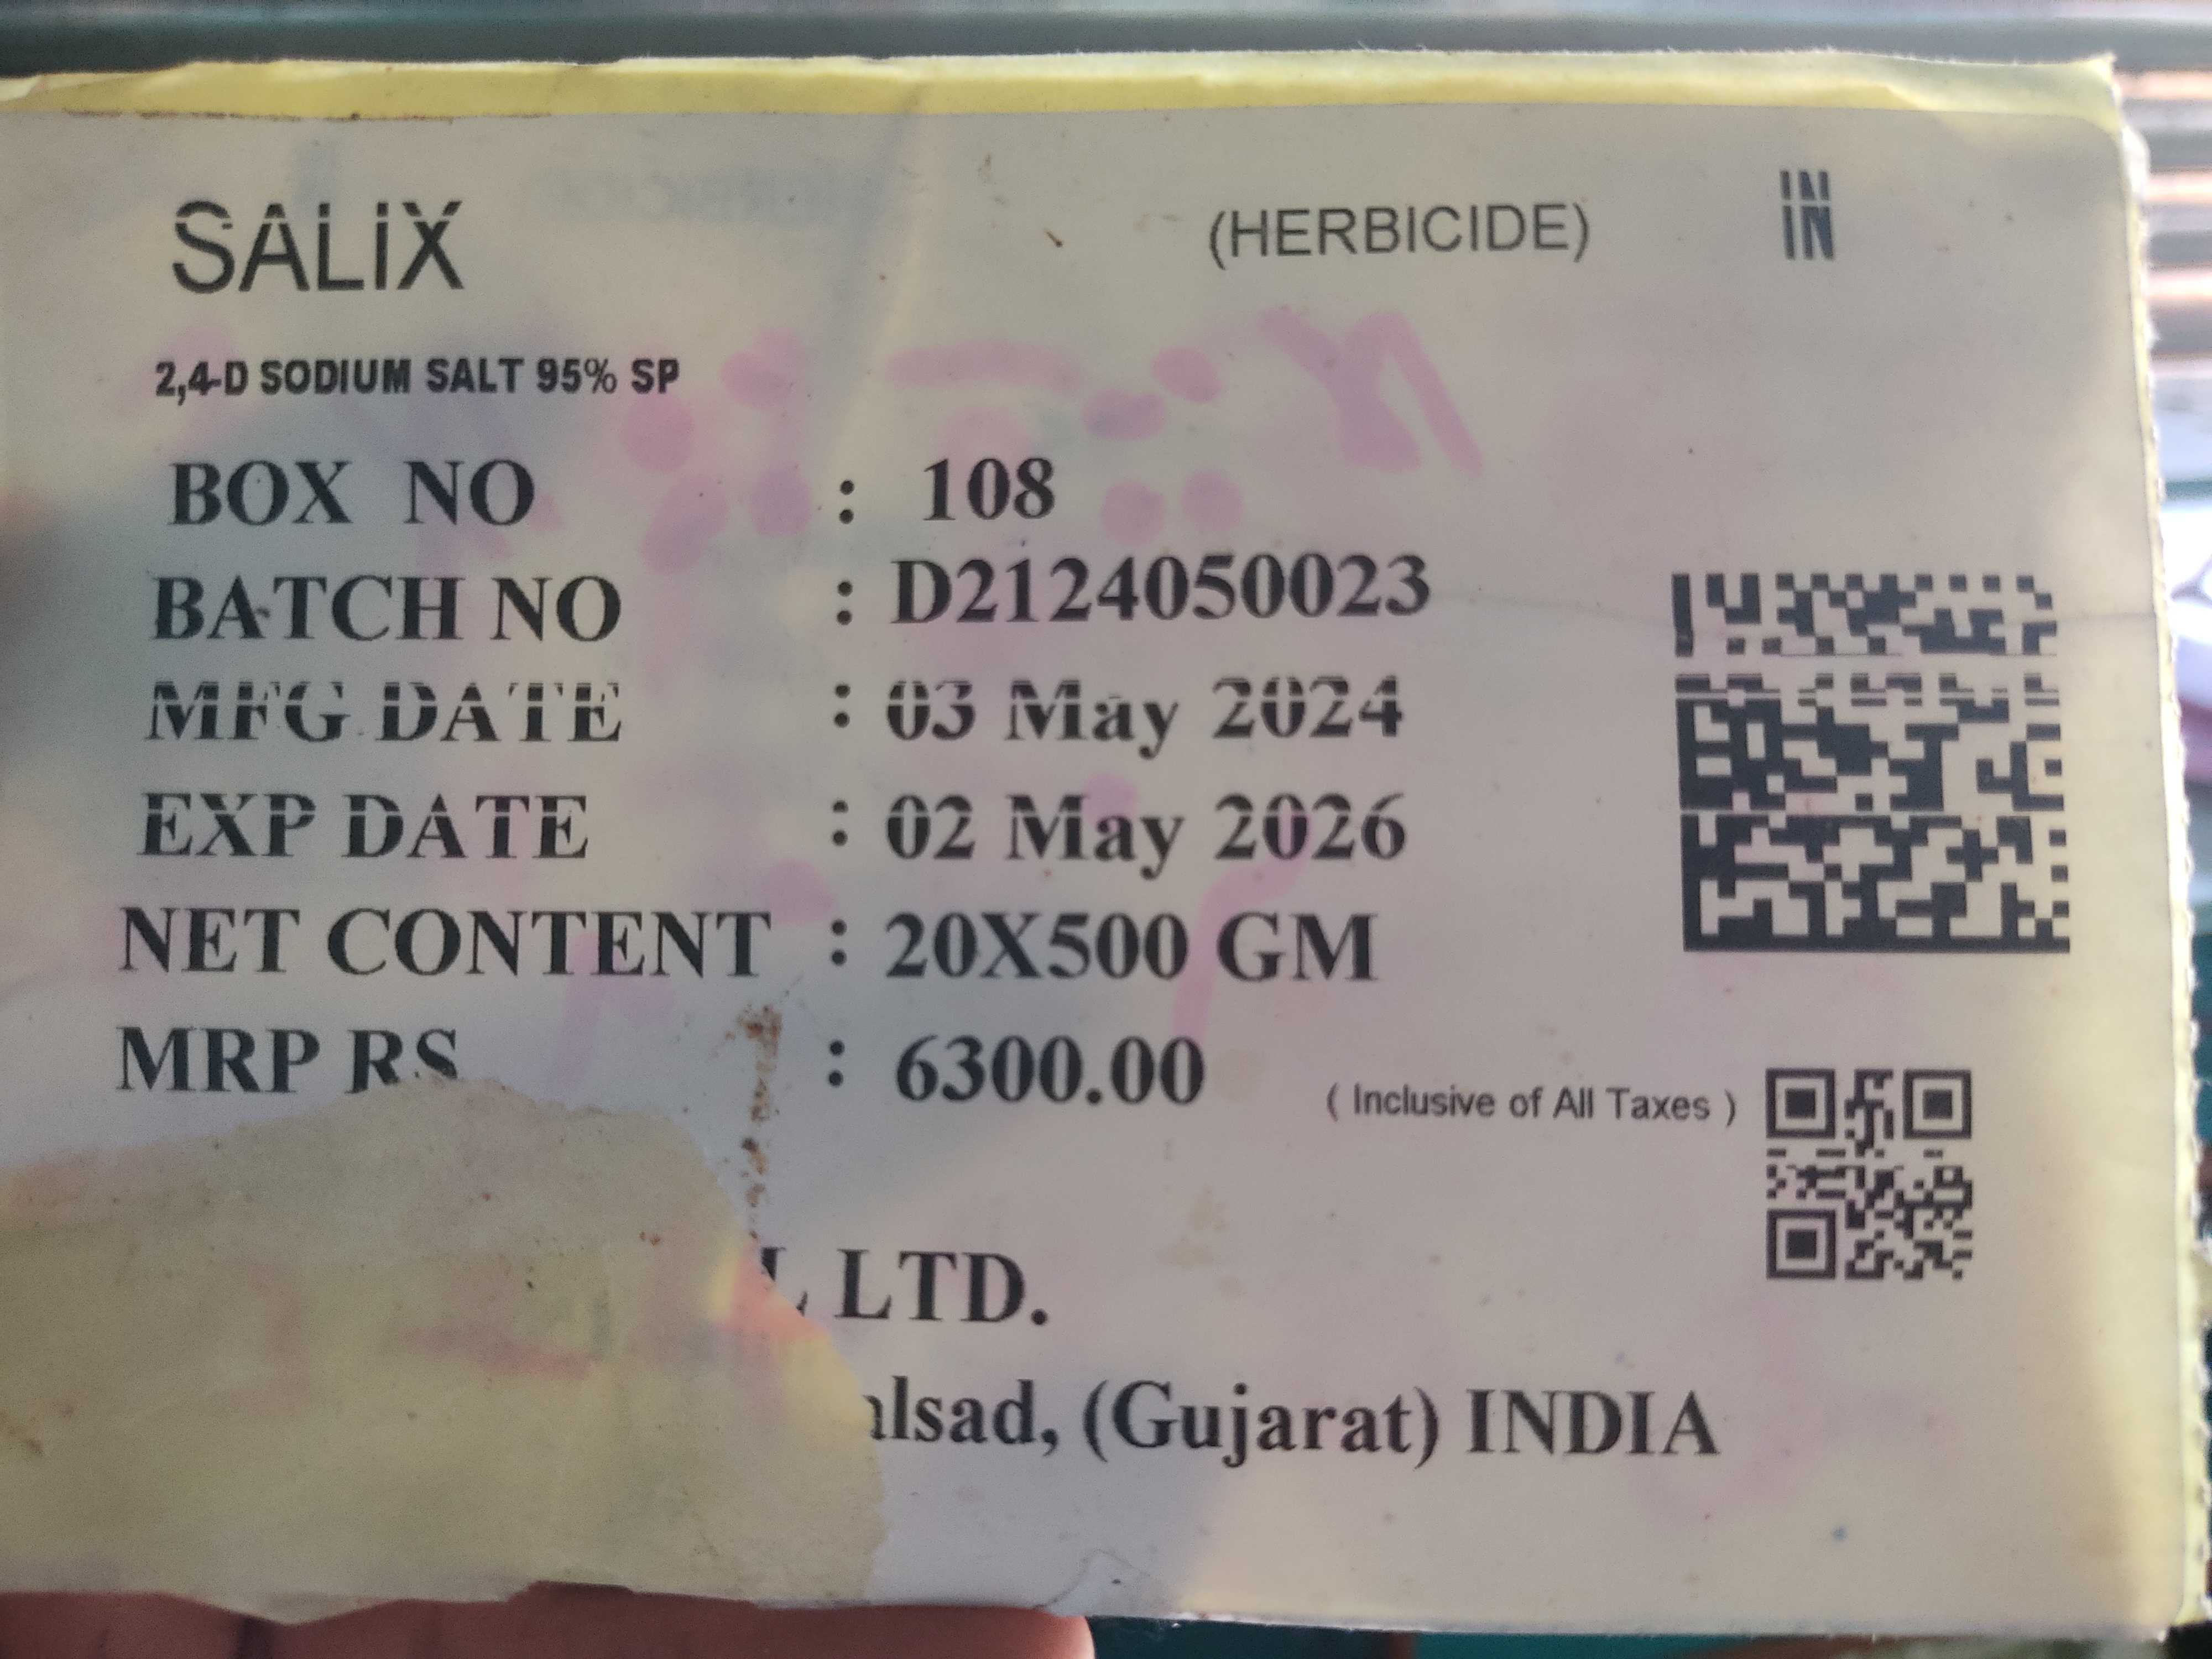 SALIX (HERBICIDE) IN
2,4-D SODIUM SALT 95% SP
BOX NO : 108
BATCH NO : D2124050023
MFG DATE : 03 May 2024
EXP DATE : 02 May 2026
NET CONTENT : 20X500 GM
MRP RS : 6300.00 ( Inclusive of All Taxes )
LTD.
(Gujarat) INDIA